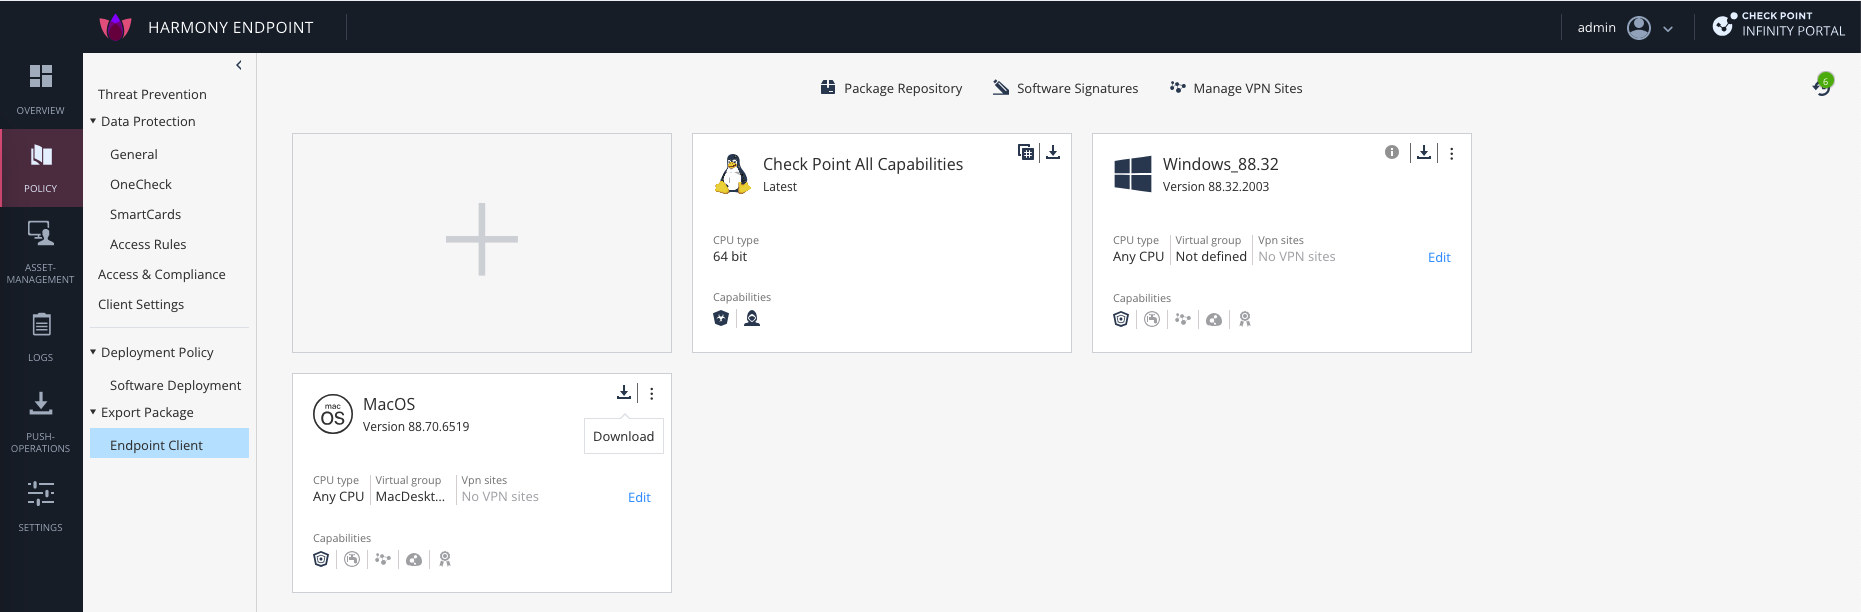 HARMONY ENDPOINT
admin
CHECK POINT
INFINITY PORTAL
OVERVIEW
POLICY
ASSET-
MANAGEMENT
LOGS
PUSH-
OPERATIONS
SETTINGS
Threat Prevention
Data Protection
General
OneCheck
SmartCards
Access Rules
Access & Compliance
Client Settings
Deployment Policy
Software Deployment
Export Package
Endpoint Client
Package Repository
Software Signatures
Manage VPN Sites
6
Check Point All Capabilities
Latest
CPU type
64 bit
Capabilities
Windows_88.32
Version 88.32.2003
CPU type Virtual group Vpn sites
Any CPU Not defined No VPN sites
Edit
Capabilities
mac
OS
MacOS
Version 88.70.6519
Download
CPU type Virtual group Vpn sites
Any CPU MacDeskt... No VPN sites
Edit
Capabilities